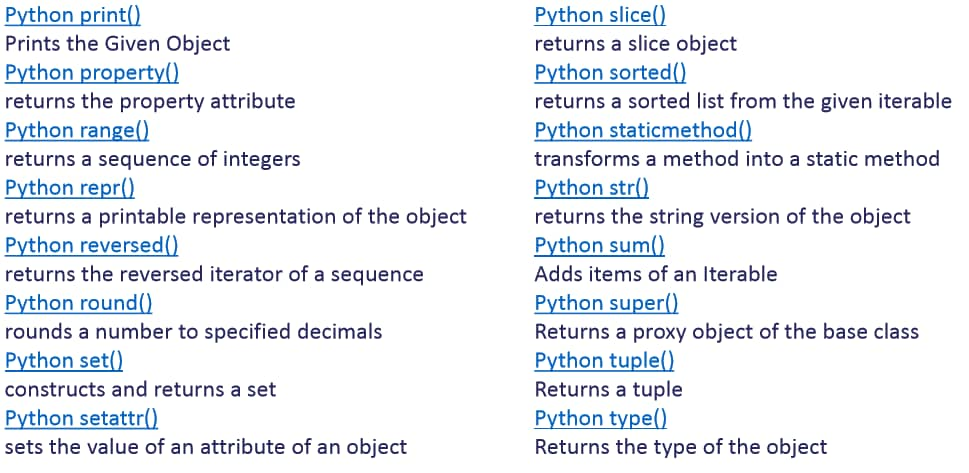 Python print()
Prints the Given Object
Python property()
returns the property attribute
Python range()
returns a sequence of integers
Python repr()
returns a printable representation of the object
Python reversed()
returns the reversed iterator of a sequence
Python round()
rounds a number to specified decimals
Python set()
constructs and returns a set
Python setattr()
sets the value of an attribute of an object
Python slice()
returns a slice object
Python sorted()
returns a sorted list from the given iterable
Python staticmethod()
transforms a method into a static method
Python str()
returns the string version of the object
Python sum()
Adds items of an Iterable
Python super()
Returns a proxy object of the base class
Python tuple()
Returns a tuple
Python type()
Returns the type of the object